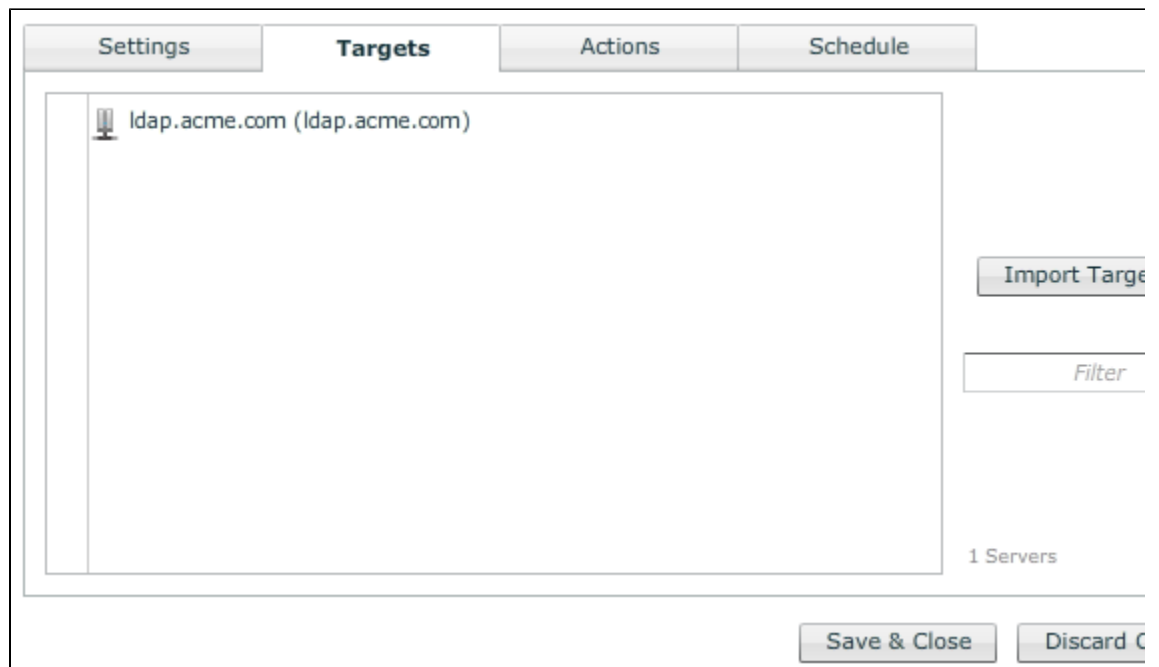 Settings
Targets
Actions
Schedule
ldap.acme.com (ldap.acme.com)
Import Targe
Filter
1 Servers
Save & Close
Discard C